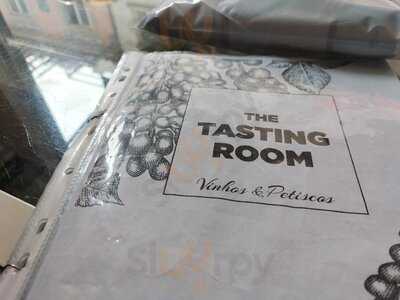 THE
TASTING
ROOM
Vinhos & Petiscos